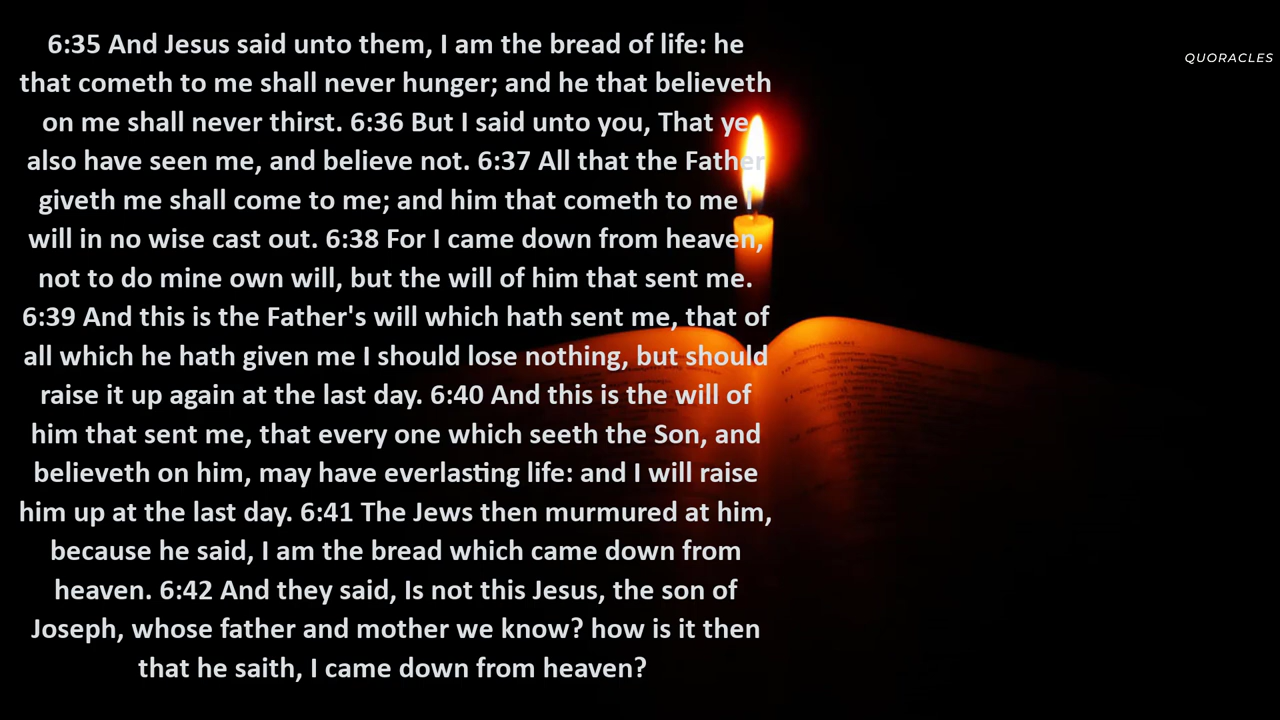 6:35 And Jesus said unto them, I am the bread of life: he
that cometh to me shall never hunger; and he that believeth
on me shall never thirst. 6:36 But I said unto you, That ye
also have seen me, and believe not. 6:37 All that the Father
giveth me shall come to me; and him that cometh to me I
will in no wise cast out. 6:38 For I came down from heaven,
not to do mine own will, but the will of him that sent me.
6:39 And this is the Father's will which hath sent me, that of
all which he hath given me I should lose nothing, but should
raise it up again at the last day. 6:40 And this is the will of
him that sent me, that every one which seeth the Son, and
believeth on him, may have everlasting life: and I will raise
him up at the last day. 6:41 The Jews then murmured at him,
because he said, I am the bread which came down from
heaven. 6:42 And they said, Is not this Jesus, the son of
Joseph, whose father and mother we know? how is it then
that he saith, I came down from heaven?
QUORACLES